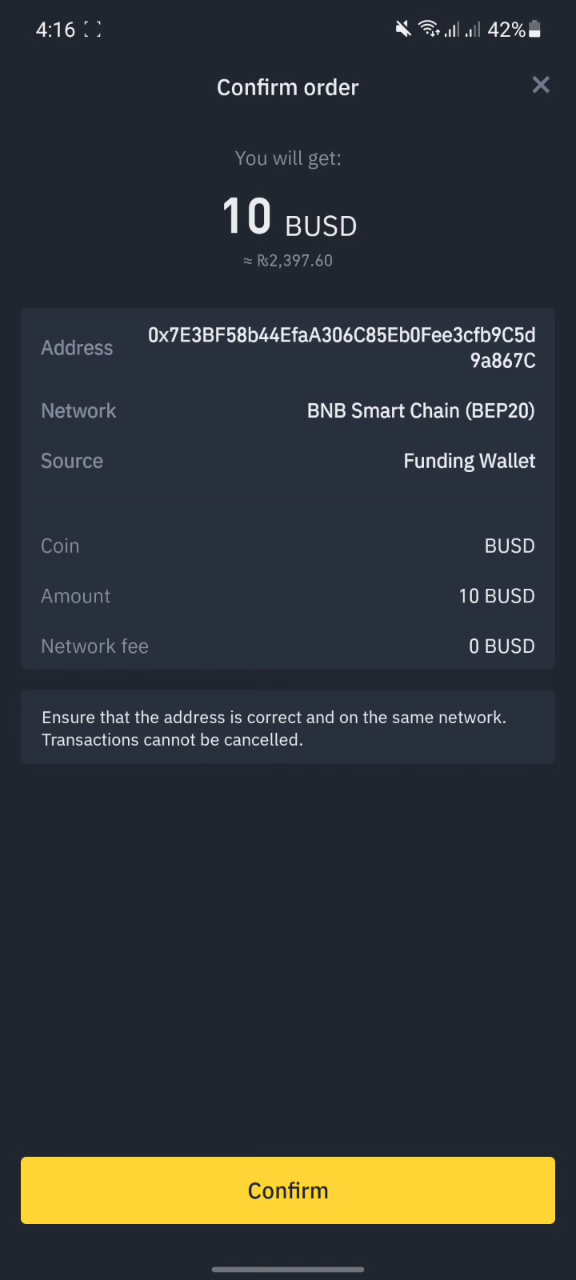 4:16
42%
Confirm order
You will get:
10 BUSD
≈ ₨2,397.60
Address 0x7E3BF58b44EfaA306C85Eb0Fee3cfb9C5d
9a867C
Network BNB Smart Chain (BEP20)
Source Funding Wallet
Coin BUSD
Amount 10 BUSD
Network fee 0 BUSD
Ensure that the address is correct and on the same network.
Transactions cannot be cancelled.
Confirm